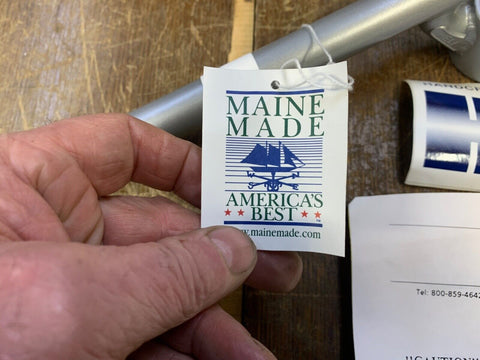 MAINE
MADE
AMERICA'S
BEST
www.mainemade.com
Tel: 800-859-4642